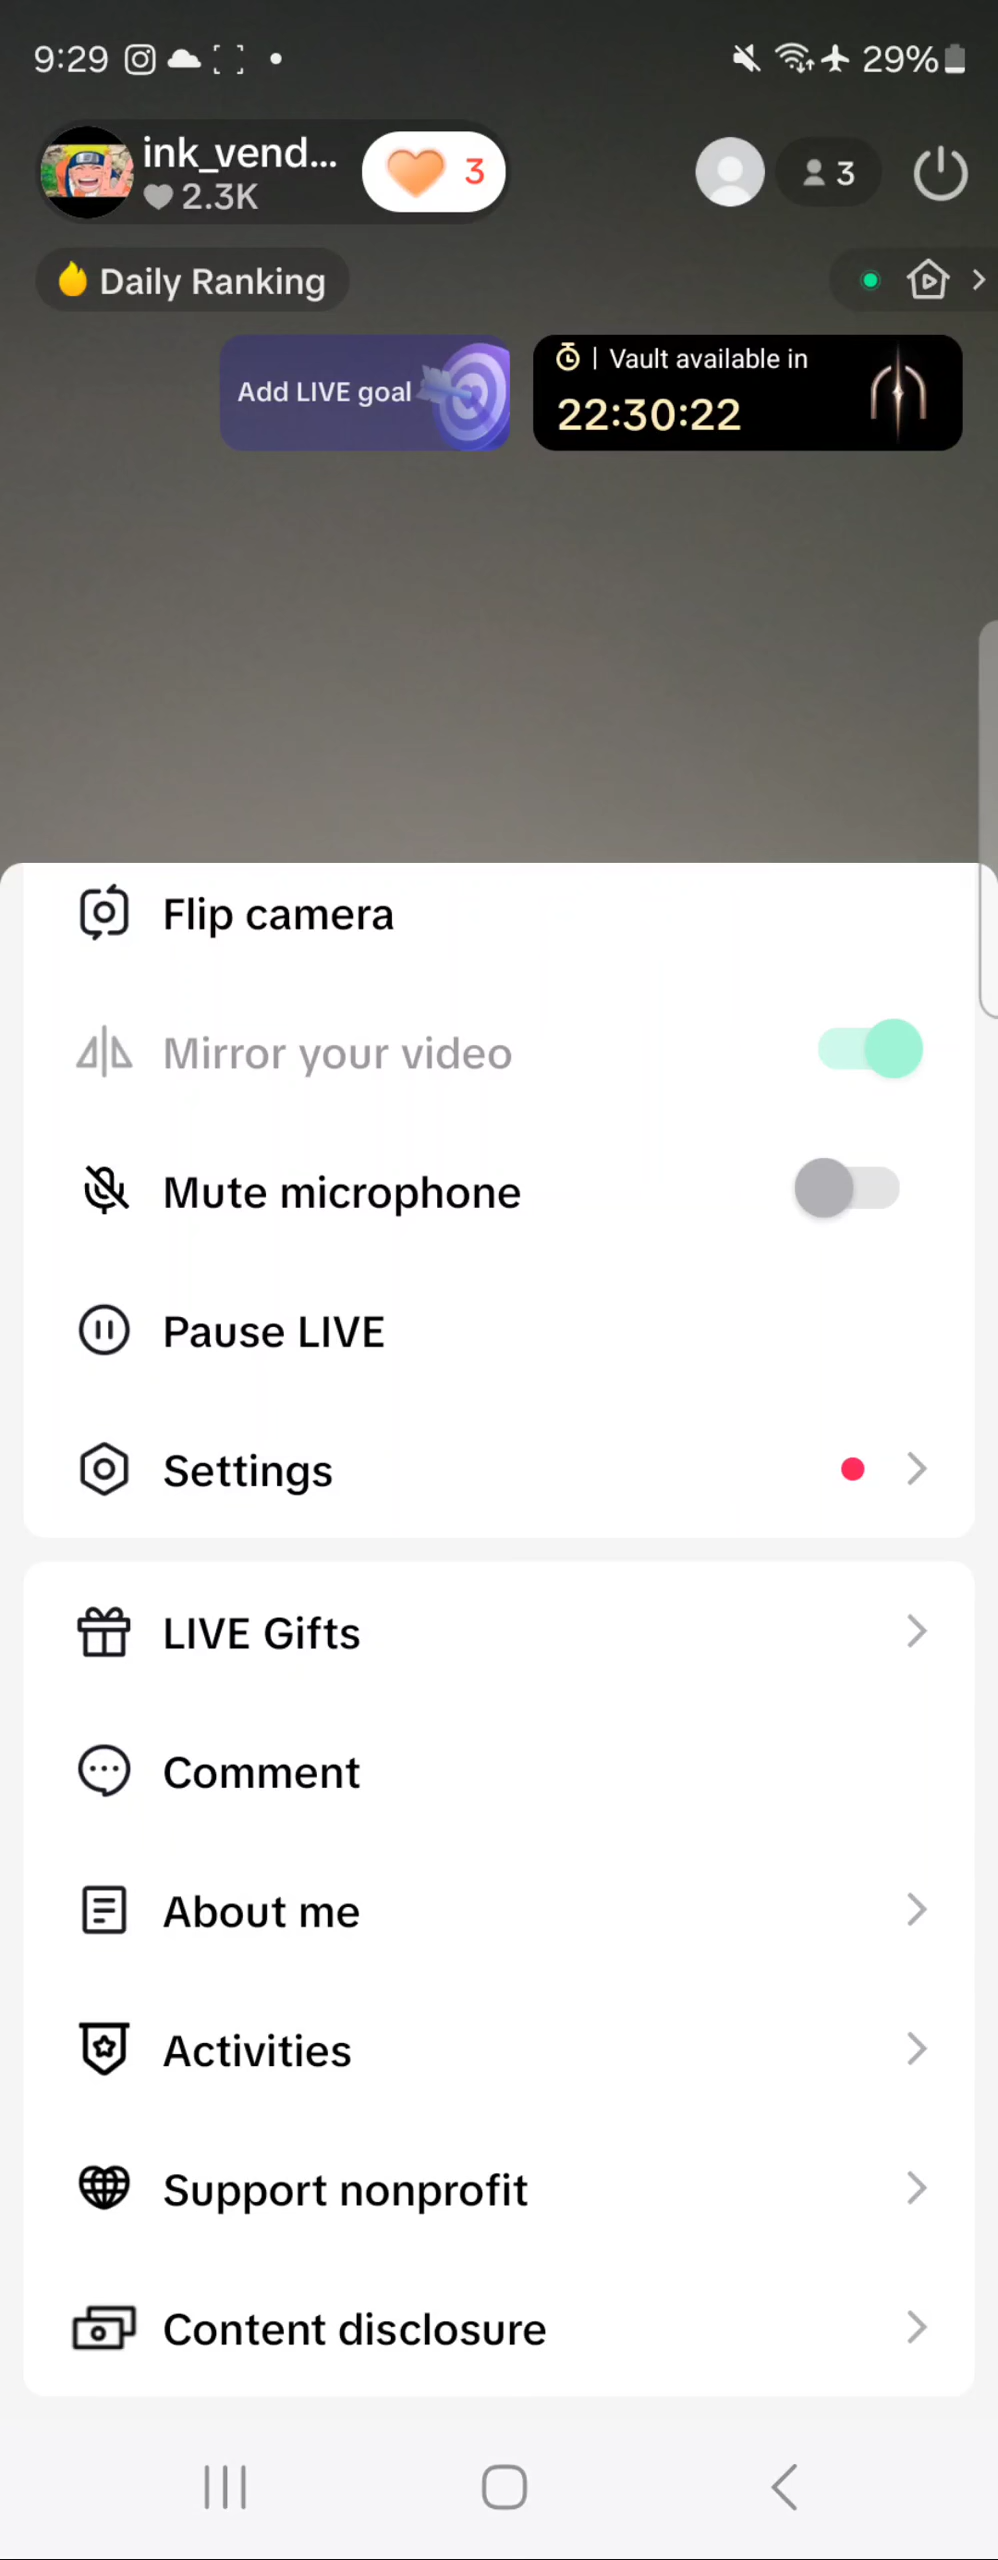 9:29
29%
ink_vend...
2.3K
3
3
Daily Ranking
Add LIVE goal
Vault available in
22:30:22
Flip camera
Mirror your video
Mute microphone
Pause LIVE
Settings
LIVE Gifts
Comment
About me
Activities
Support nonprofit
Content disclosure